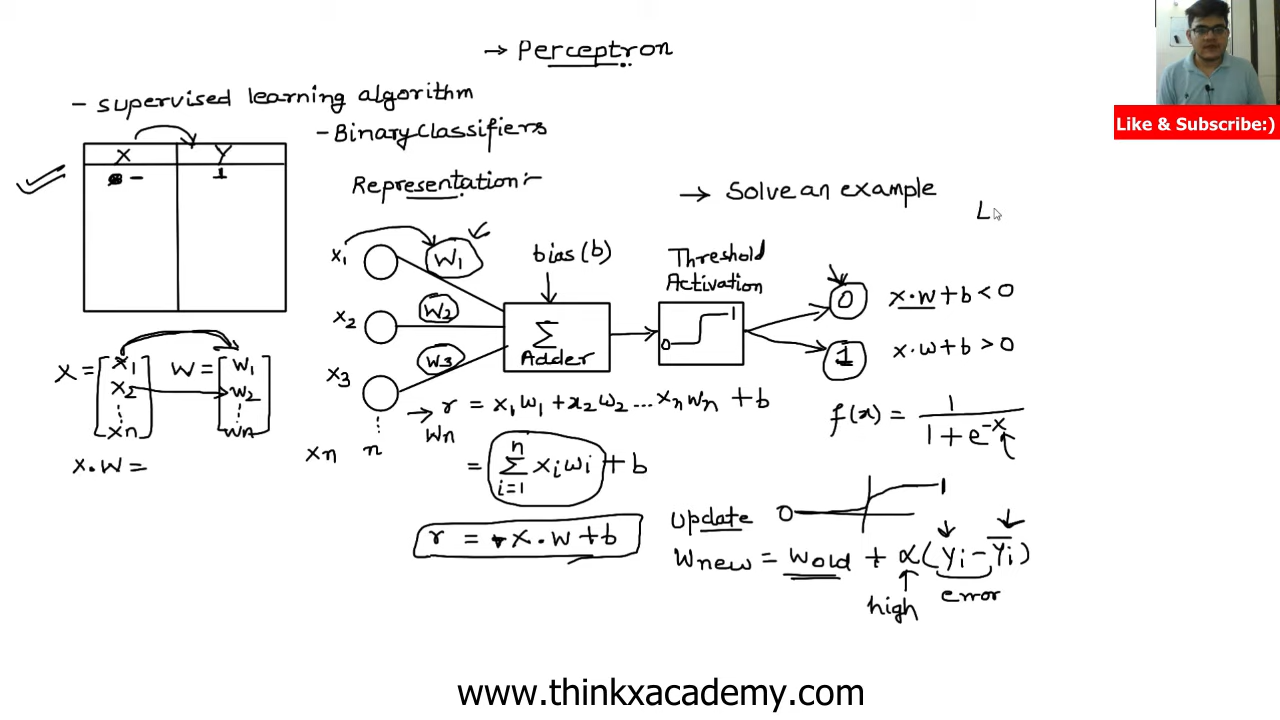 → Perceptron
- supervised learning algorithm
- Binary Classifiers
Like & Subscribe:)
X Y
- 1
Representation:-
→ Solve an example
L
x1 W1
x2 W2
x3 W3
xn n Wn
bias(b)
Σ
Adder
Threshold
Activation
0 1
0 x·w+b<0
1 x·w+b>0
X = [x1 x2 ⋮ xn] W = [w1 w2 ⋮ wn]
X·W =
→ r = x1w1+x2w2...xnwn +b
= Σ i=1 n xiwi + b
r = x·w+b
f(x) = 1/(1+e^-x)
0 1
Update
Wnew = Wold + α(yi-ȳi)
high error
www.thinkxacademy.com